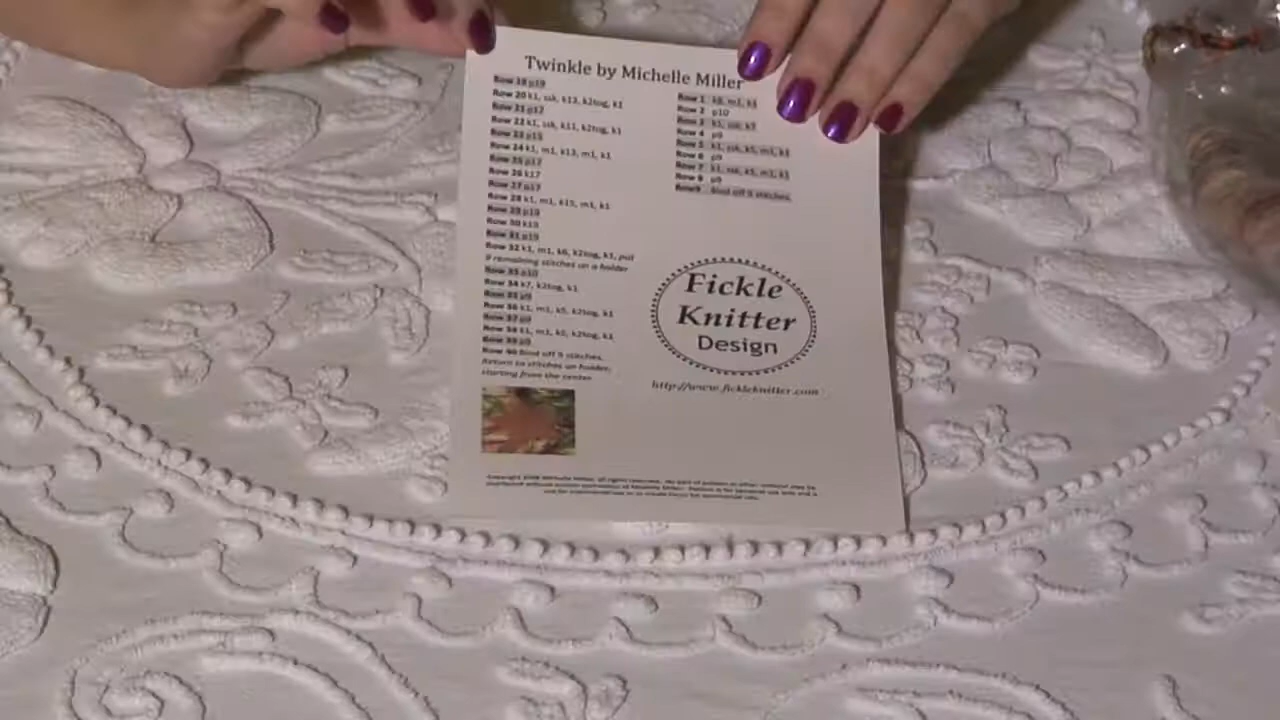 Twinkle by Michelle Miller
Row 19 p19
Row 20 k1, ssk, k13, k2tog, k1
Row 21 p17
Row 22 k1, ssk, k11, k2tog, k1
Row 23 p15
Row 24 k1, m1, k13, m1, k1
Row 25 p17
Row 26 k17
Row 27 p17
Row 28 k1, m1, k15, m1, k1
Row 29 p19
Row 30 k19
Row 31 p19
Row 32 k1, m1, k6, k2tog, k1, put
9 remaining stitches on a holder
Row 33 p10
Row 34 k7, k2tog, k1
Row 35 p9
Row 36 k1, m1, k5, k2tog, k1
Row 37 p9
Row 38 k1, m1, k5, k2tog, k1
Row 39 p9
Row 40 Bind off 9 stitches.
Return to stitches on holder,
starting from the center
Row 1 k8, m1, k1
Row 2 p10
Row 3 k1, ssk, k7
Row 4 p9
Row 5 k1, ssk, k5, m1, k1
Row 6 p9
Row 7 k1, ssk, k5, m1, k1
Row 8 p9
Row9 Bind off 9 stitches.
Fickle
Knitter
Design
http://www.fickleknitter.com